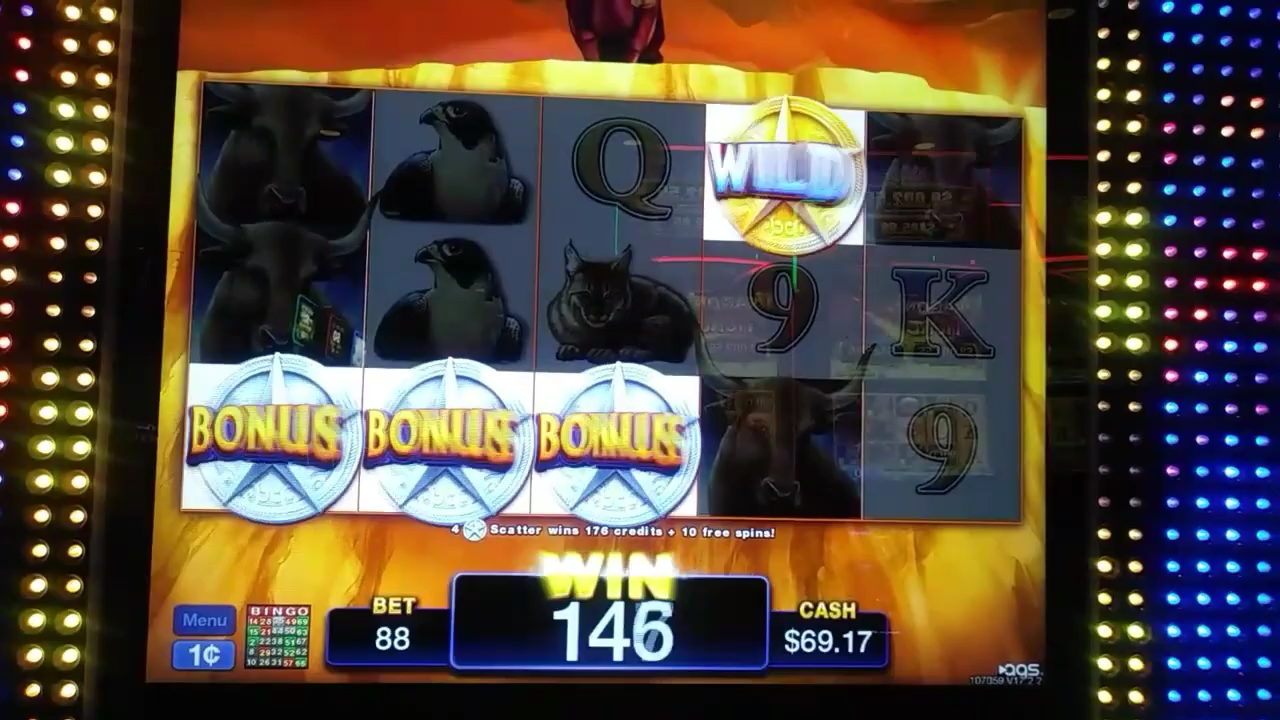 Q
WILD
9
K
BONUS BONUS BONUS
9
4 Scatter wins 176 credits + 10 free spins!
WIN
BET
CASH
Menu
BINGO
88
146
$69.17
1¢
ags